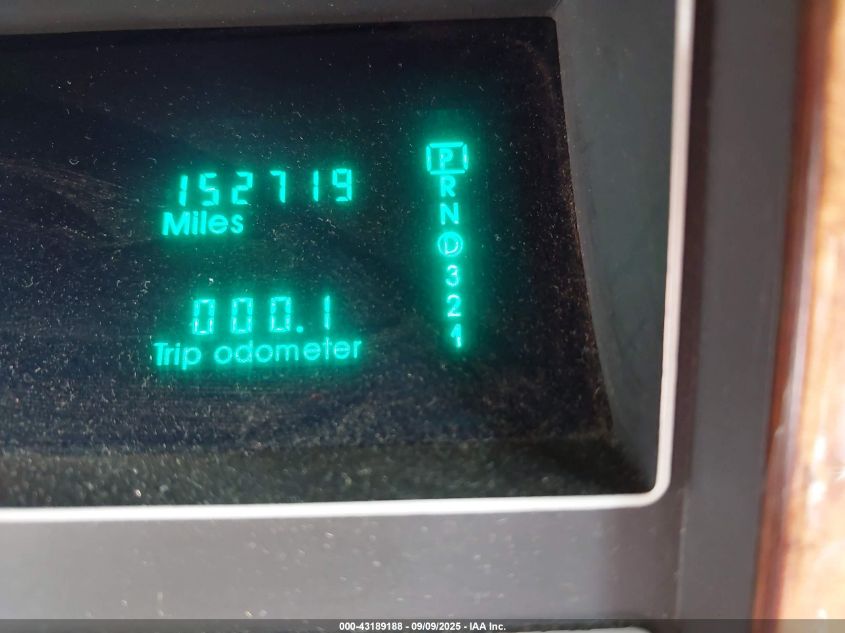 152719
Miles
000.1
Trip odometer
P
R
N
D
3
2
1
000-43189188 - 09/09/2025 - IAA Inc.